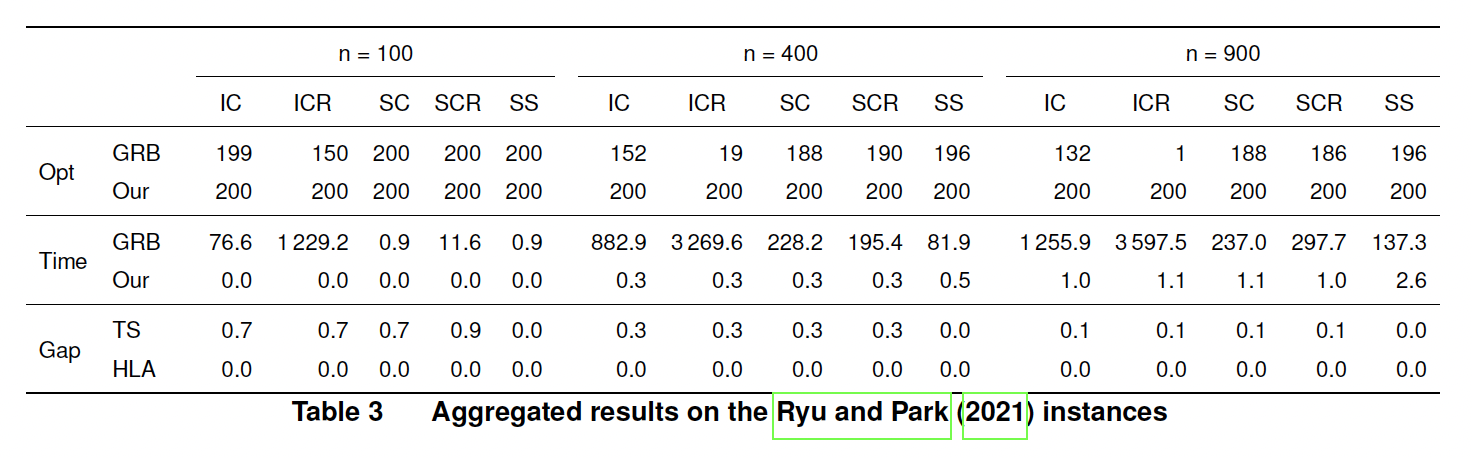 n = 100 n = 400 n = 900
IC ICR SC SCR SS IC ICR SC SCR SS IC ICR SC SCR SS
Opt
GRB 199 150 200 200 200 152 19 188 190 196 132 1 188 186 196
Our 200 200 200 200 200 200 200 200 200 200 200 200 200 200 200
Time
GRB 76.6 1 229.2 0.9 11.6 0.9 882.9 3 269.6 228.2 195.4 81.9 1 255.9 3 597.5 237.0 297.7 137.3
Our 0.0 0.0 0.0 0.0 0.0 0.3 0.3 0.3 0.3 0.5 1.0 1.1 1.1 1.0 2.6
Gap
TS 0.7 0.7 0.7 0.9 0.0 0.3 0.3 0.3 0.3 0.0 0.1 0.1 0.1 0.1 0.0
HLA 0.0 0.0 0.0 0.0 0.0 0.0 0.0 0.0 0.0 0.0 0.0 0.0 0.0 0.0 0.0
Table 3 Aggregated results on the Ryu and Park (2021) instances